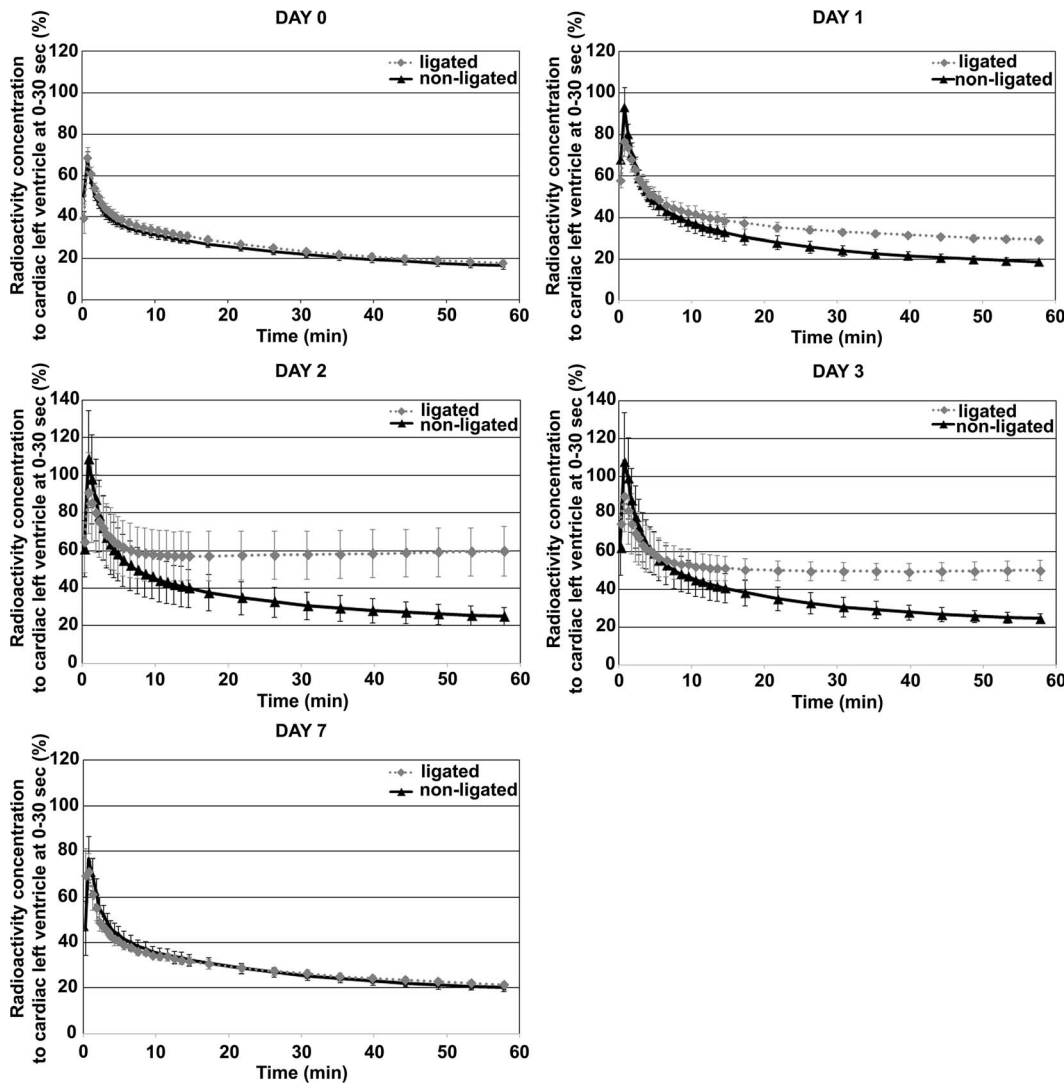 DAY 0
Radioactivity concentration
to cardiac left ventricle at 0-30 sec (%)
120
100
80
60
40
20
0
ligated
non-ligated
0 10 20 30 40 50 60
Time (min)
DAY 1
Radioactivity concentration
to cardiac left ventricle at 0-30 sec (%)
120
100
80
60
40
20
0
ligated
non-ligated
0 10 20 30 40 50 60
Time (min)
DAY 2
Radioactivity concentration
to cardiac left ventricle at 0-30 sec (%)
140
120
100
80
60
40
20
0
ligated
non-ligated
0 10 20 30 40 50 60
Time (min)
DAY 3
Radioactivity concentration
to cardiac left ventricle at 0-30 sec (%)
140
120
100
80
60
40
20
0
ligated
non-ligated
0 10 20 30 40 50 60
Time (min)
DAY 7
Radioactivity concentration
to cardiac left ventricle at 0-30 sec (%)
120
100
80
60
40
20
0
ligated
non-ligated
0 10 20 30 40 50 60
Time (min)